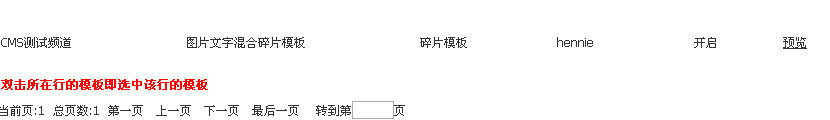 CMS测试频道 图片文字混合碎片模板 碎片模板 hennie 开启 预览
双击所在行的模板即选中该行的模板
当前页:1 总页数:1 第一页 上一页 下一页 最后一页 转到第 页